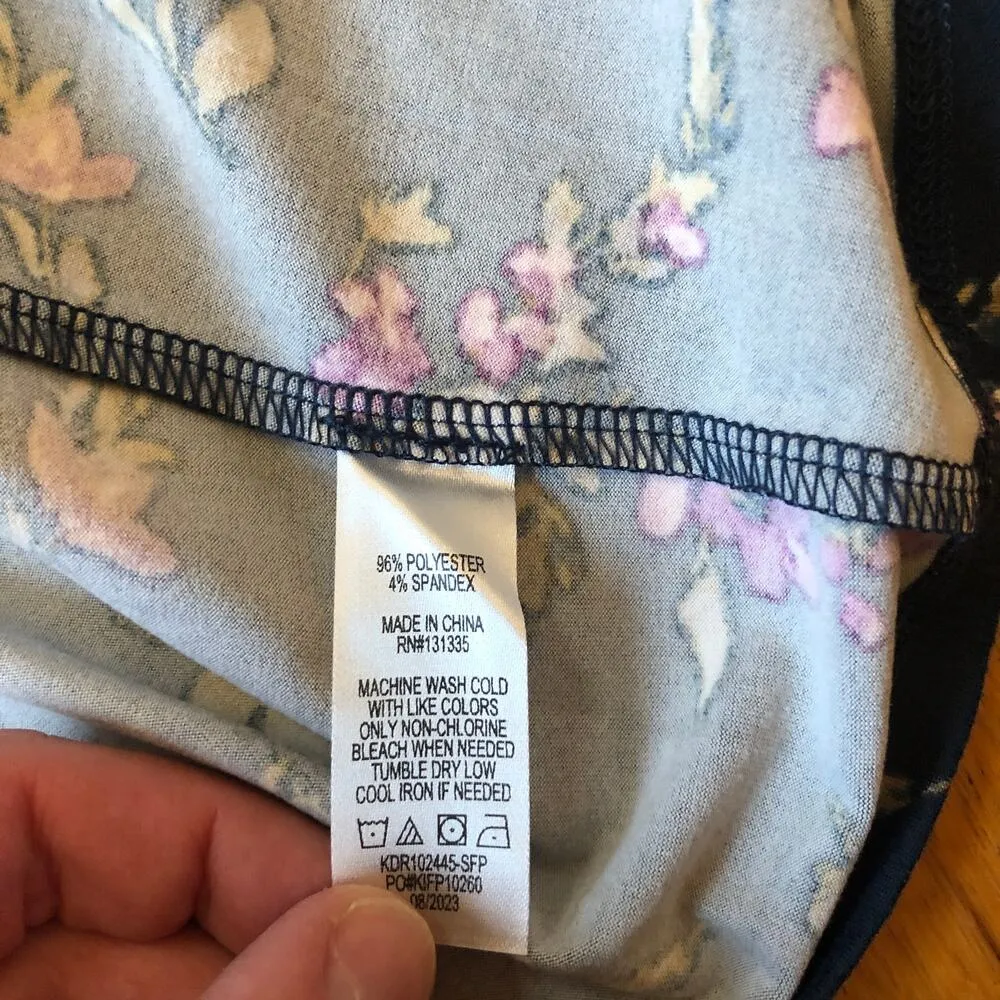 96% POLYESTER
4% SPANDEX
MADE IN CHINA
RN#131335
MACHINE WASH COLD
WITH LIKE COLORS
ONLY NON-CHLORINE
BLEACH WHEN NEEDED
TUMBLE DRY LOW
COOL IRON IF NEEDED
KDR102445-SFP
PO#KIFP10260
08/2023